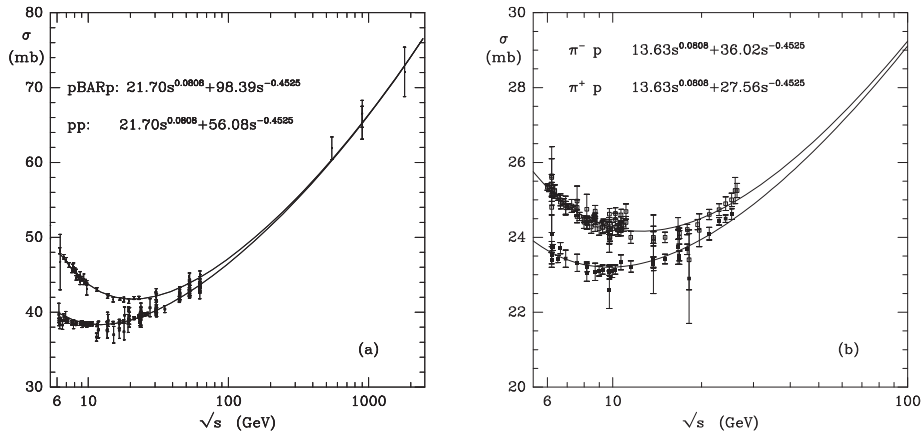 80
σ
(mb)
70
60
50
40
30
pBARp: 21.70s^0.0808+98.39s^−0.4525
pp: 21.70s^0.0808+56.08s^−0.4525
(a)
6 10 100 1000
√s (GeV)
30
σ
(mb)
28
26
24
22
20
π⁻ p 13.63s^0.0808+36.02s^−0.4525
π⁺ p 13.63s^0.0808+27.56s^−0.4525
(b)
6 10 100
√s (GeV)